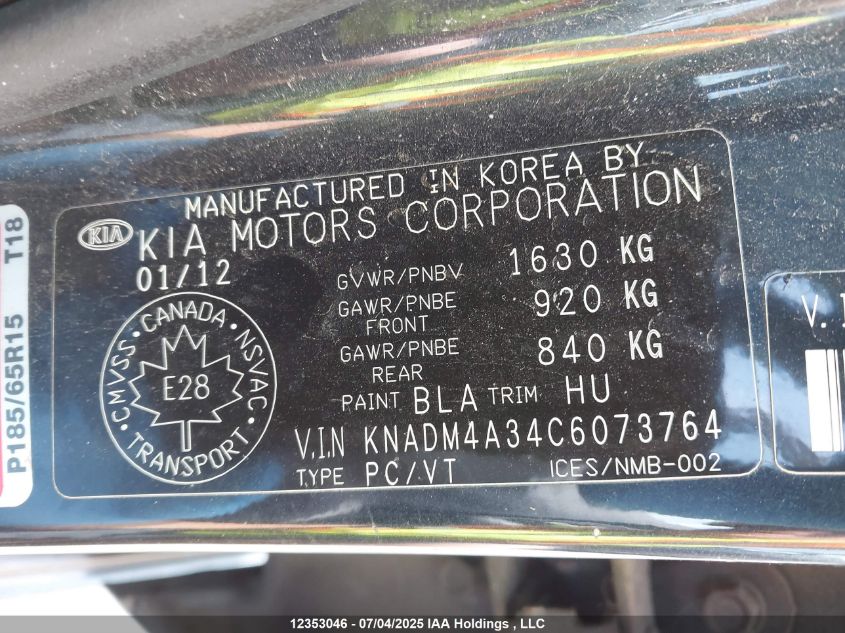 MANUFACTURED IN KOREA BY
KIA
KIA MOTORS CORPORATION
01/12
GVWR/PNBV 1630 KG
GAWR/PNBE FRONT 920 KG
GAWR/PNBE REAR 840 KG
PAINT BLA TRIM HU
V.I.N KNADM4A34C6073764
TYPE PC/VT ICES/NMB-002
CMVSS · CANADA · NSVAC
E28
TRANSPORT
P185/65R15 T18
V.I
12353046 - 07/04/2025 IAA Holdings , LLC